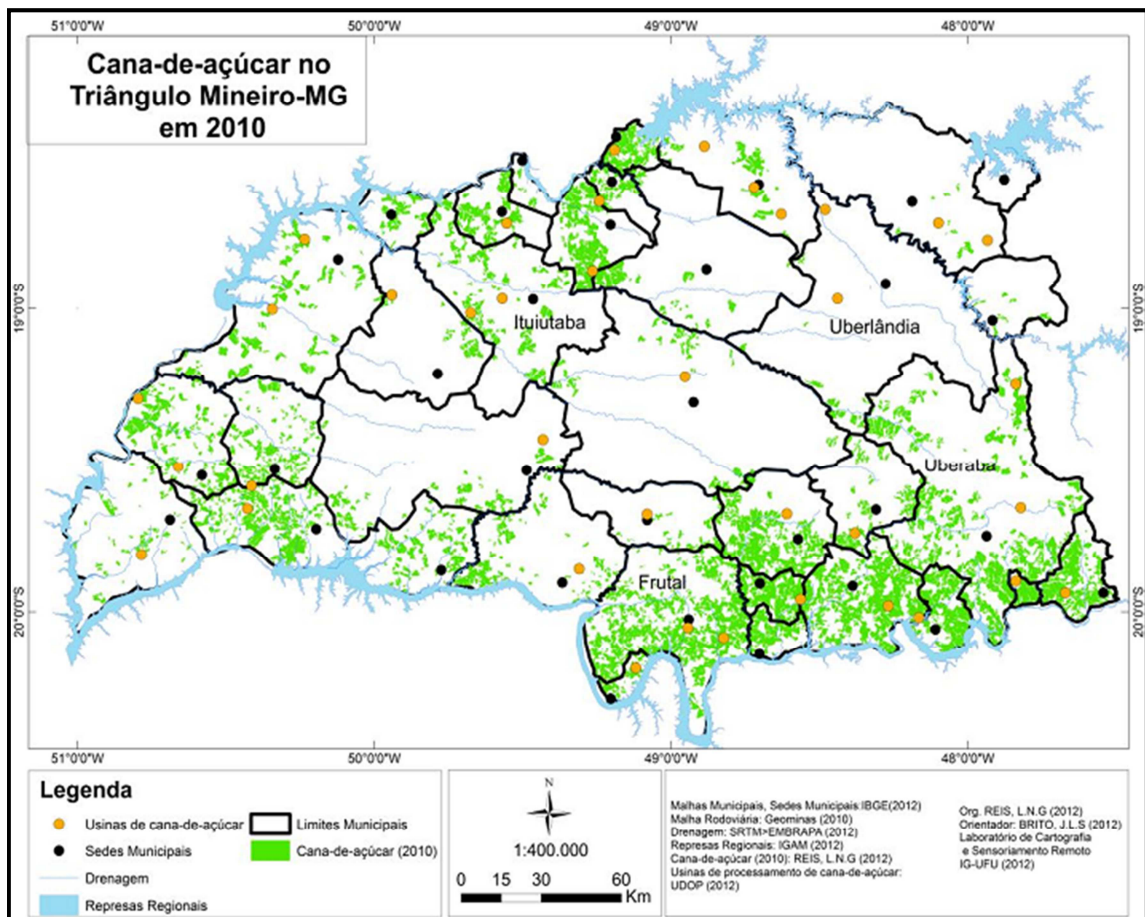 51°0'0"W
50°0'0"W
49°0'0"W
48°0'0"W
Cana-de-açúcar no
Triângulo Mineiro-MG
em 2010
19°0'0"S
19°0'0"S
Ituiutaba
Uberlândia
Uberaba
Frutal
20°0'0"S
20°0'0"S
51°0'0"W
50°0'0"W
49°0'0"W
48°0'0"W
Legenda
Usinas de cana-de-açúcar
Limites Municipais
Sedes Municipais
Cana-de-açúcar (2010)
Drenagem
Represas Regionais
N
1:400.000
0 15 30 60
Km
Malhas Municipais, Sedes Municipais:IBGE(2012)
Malha Rodoviária: Geominas (2010)
Drenagem: SRTM>EMBRAPA (2012)
Represas Regionais: IGAM (2012)
Cana-de-açúcar (2010): REIS, L.N.G (2012)
Usinas de processamento de cana-de-açúcar:
UDOP (2012)
Org. REIS, L.N.G (2012)
Orientador: BRITO, J.L.S (2012)
Laboratório de Cartografia
e Sensoriamento Remoto
IG-UFU (2012)